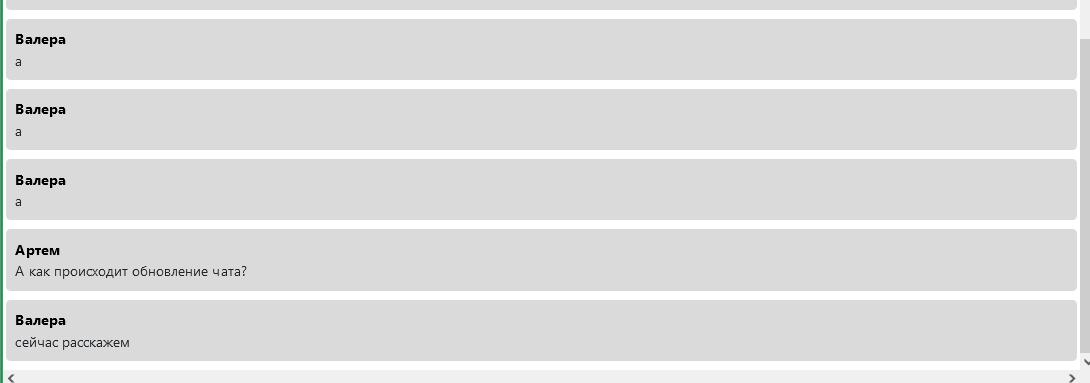 Валера
а
Валера
а
Валера
а
Артем
А как происходит обновление чата?
Валера
сейчас расскажем